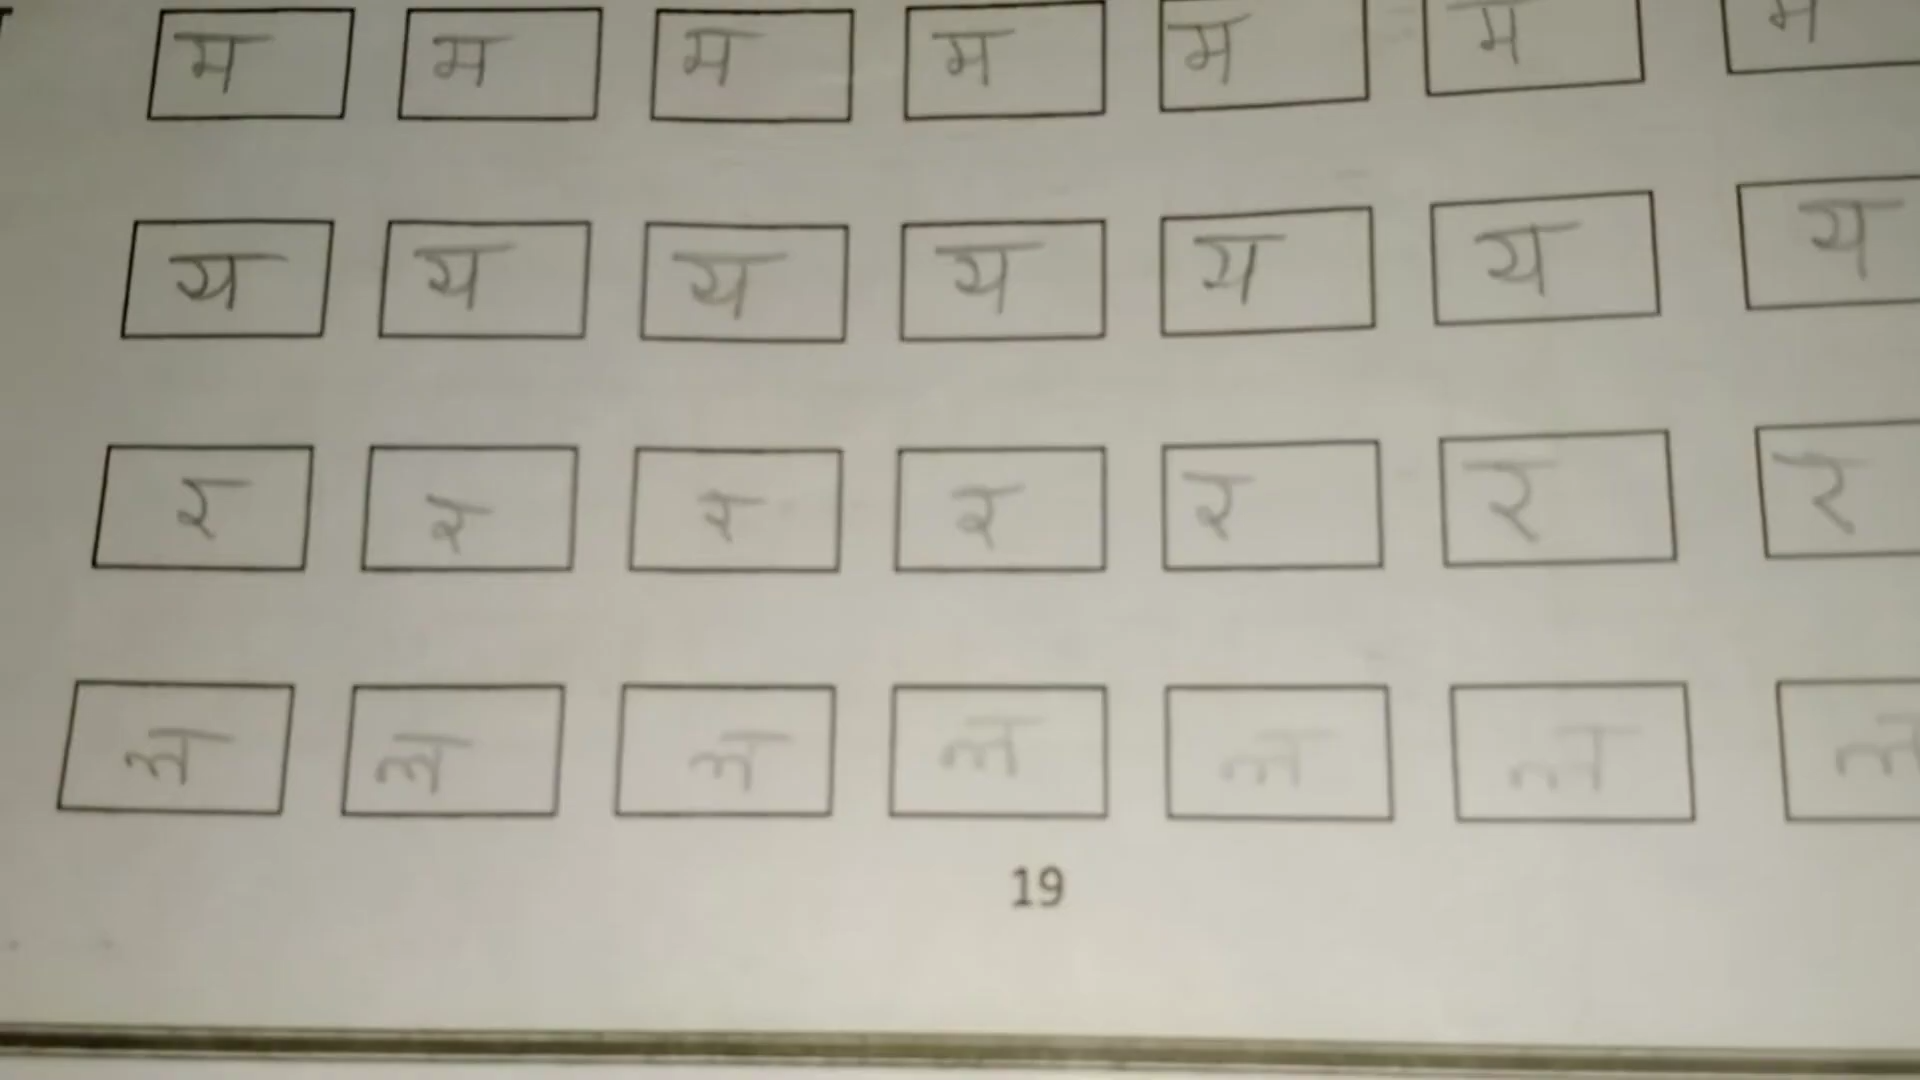 म म म म म म म
य य य य य य य
र र र र र र र
ल ल ल ल ल ल ल
19